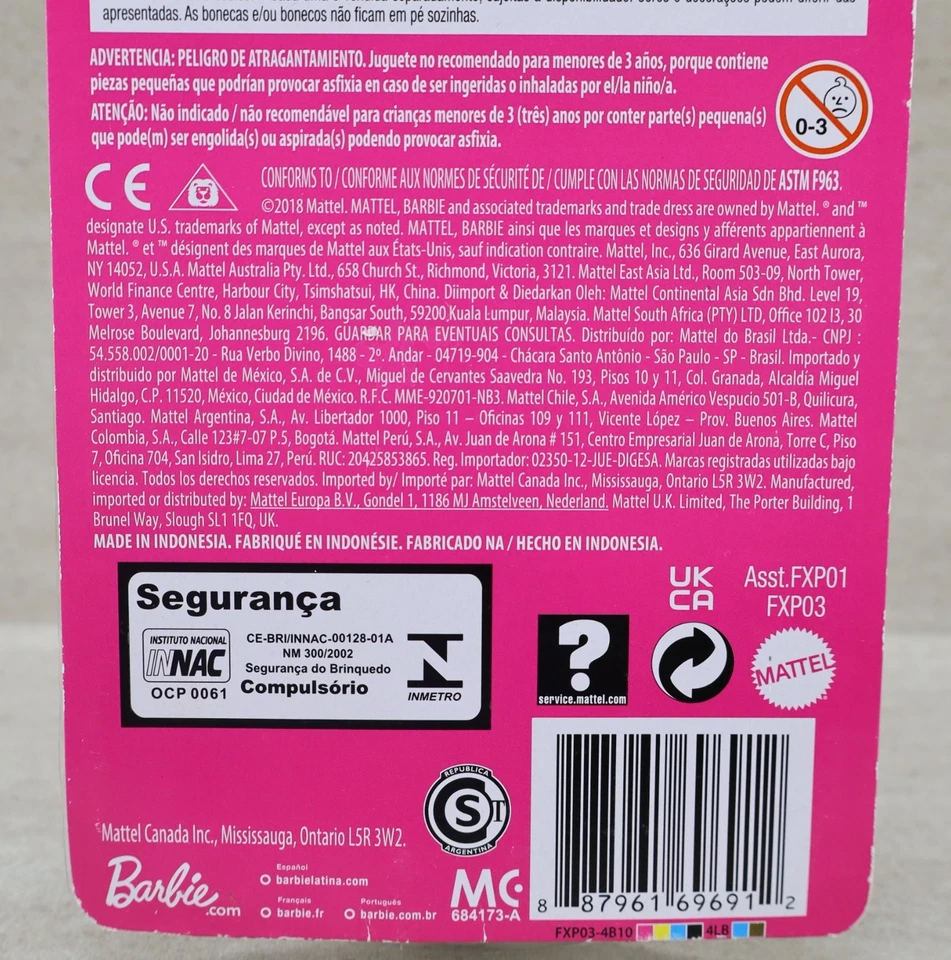 apresentadas. As bonecas e/ou bonecos não ficam em pé sozinhas.
ADVERTENCIA: PELIGRO DE ATRAGANTAMIENTO. Juguete no recomendado para menores de 3 años, porque contiene
piezas pequeñas que podrían provocar asfixia en caso de ser ingeridas o inhaladas por el/la niño/a.
ATENÇÃO: Não indicado / não recomendável para crianças menores de 3 (três) anos por conter parte(s) pequena(s)
que pode(m) ser engolida(s) ou aspirada(s) podendo provocar asfixia.
0-3
CE
CONFORMS TO / CONFORME AUX NORMES DE SÉCURITÉ DE / CUMPLE CON LAS NORMAS DE SEGURIDAD DE ASTM F963.
©2018 Mattel. MATTEL, BARBIE and associated trademarks and trade dress are owned by Mattel. ® and ™
designate U.S. trademarks of Mattel, except as noted. MATTEL, BARBIE ainsi que les marques et designs y afférents appartiennent à
Mattel. ® et ™ désignent des marques de Mattel aux États-Unis, sauf indication contraire. Mattel, Inc., 636 Girard Avenue, East Aurora,
NY 14052, U.S.A. Mattel Australia Pty. Ltd., 658 Church St., Richmond, Victoria, 3121. Mattel East Asia Ltd., Room 503-09, North Tower,
World Finance Centre, Harbour City, Tsimshatsui, HK, China. Diimport & Diedarkan Oleh: Mattel Continental Asia Sdn Bhd. Level 19,
Tower 3, Avenue 7, No. 8 Jalan Kerinchi, Bangsar South, 59200 Kuala Lumpur, Malaysia. Mattel South Africa (PTY) LTD, Office 102 I3, 30
Melrose Boulevard, Johannesburg 2196. GUARDAR PARA EVENTUAIS CONSULTAS. Distribuído por: Mattel do Brasil Ltda.- CNPJ :
54.558.002/0001-20 - Rua Verbo Divino, 1488 - 2º. Andar - 04719-904 - Chácara Santo Antônio - São Paulo - SP - Brasil. Importado y
distribuido por Mattel de México, S.A. de C.V., Miguel de Cervantes Saavedra No. 193, Pisos 10 y 11, Col. Granada, Alcaldía Miguel
Hidalgo, C.P. 11520, México, Ciudad de México. R.F.C. MME-920701-NB3. Mattel Chile, S.A., Avenida Américo Vespucio 501-B, Quilicura,
Santiago. Mattel Argentina, S.A., Av. Libertador 1000, Piso 11 – Oficinas 109 y 111, Vicente López – Prov. Buenos Aires. Mattel
Colombia, S.A., Calle 123#7-07 P.5, Bogotá. Mattel Perú, S.A., Av. Juan de Arona # 151, Centro Empresarial Juan de Arona, Torre C, Piso
7, Oficina 704, San Isidro, Lima 27, Perú. RUC: 20425853865. Reg. Importador: 02350-12-JUE-DIGESA. Marcas registradas utilizadas bajo
licencia. Todos los derechos reservados. Imported by/ Importé par: Mattel Canada Inc., Mississauga, Ontario L5R 3W2. Manufactured,
imported or distributed by: Mattel Europa B.V., Gondel 1, 1186 MJ Amstelveen, Nederland. Mattel U.K. Limited, The Porter Building, 1
Brunel Way, Slough SL1 1FQ, UK.
MADE IN INDONESIA. FABRIQUÉ EN INDONÉSIE. FABRICADO NA / HECHO EN INDONESIA.
Segurança
INSTITUTO NACIONAL
INNAC
OCP 0061
CE-BRI/INNAC-00128-01A
NM 300/2002
Segurança do Brinquedo
Compulsório
INMETRO
UK
CA
Asst.FXP01
FXP03
?
service.mattel.com
MATTEL
REPUBLICA
S T
ARGENTINA
Mattel Canada Inc., Mississauga, Ontario L5R 3W2.
Barbie.com
Español
barbielatina.com
Français
barbie.fr
Português
barbie.com.br
MC
684173-A
8 87961 69691 2
FXP03-4B10 4LB